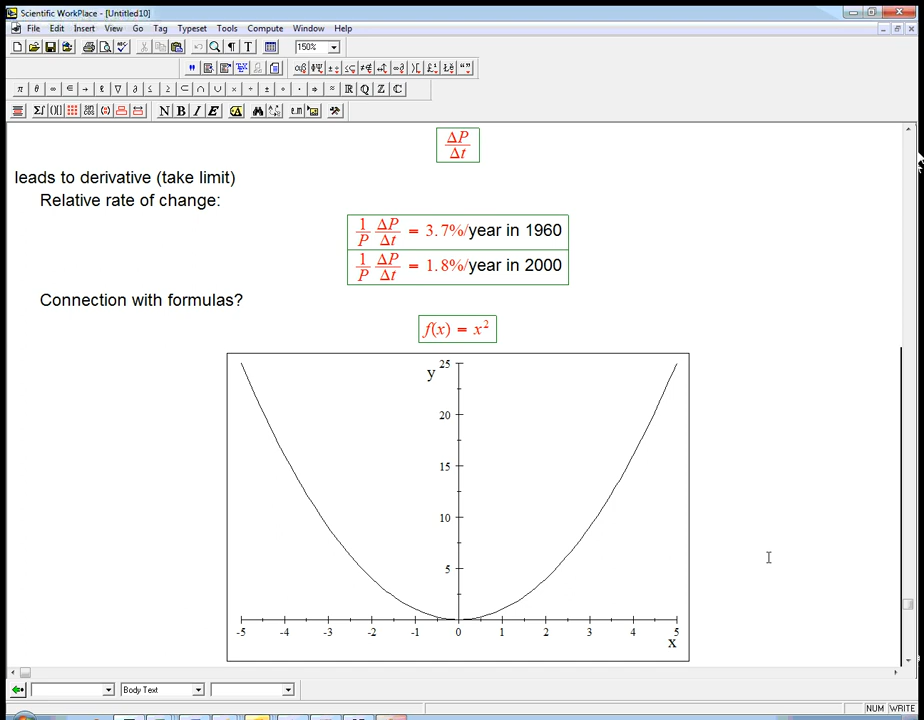 Scientific WorkPlace - [Untitled10]
File Edit Insert View Go Tag Typeset Tools Compute Window Help
150%
N B I E
ΔP/Δt
leads to derivative (take limit)
Relative rate of change:
1/P ΔP/Δt = 3.7%/year in 1960
1/P ΔP/Δt = 1.8%/year in 2000
Connection with formulas?
f(x) = x²
y
25
20
15
10
5
-5 -4 -3 -2 -1 0 1 2 3 4 5
x
Body Text
NUM WRITE